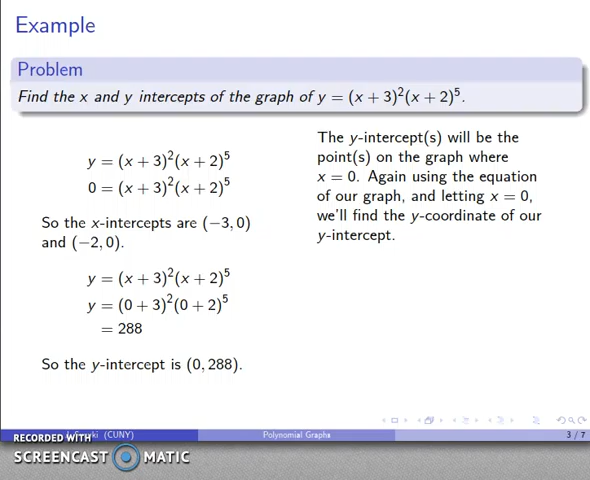 Example
Problem
Find the x and y intercepts of the graph of y = (x + 3)²(x + 2)⁵.
y = (x + 3)²(x + 2)⁵
0 = (x + 3)²(x + 2)⁵
So the x-intercepts are (−3, 0)
and (−2, 0).
y = (x + 3)²(x + 2)⁵
y = (0 + 3)²(0 + 2)⁵
= 288
So the y-intercept is (0, 288).
The y-intercept(s) will be the
point(s) on the graph where
x = 0. Again using the equation
of our graph, and letting x = 0,
we'll find the y-coordinate of our
y-intercept.
(CUNY)
Polynomial Graphs
3 / 7
RECORDED WITH
SCREENCAST MATIC